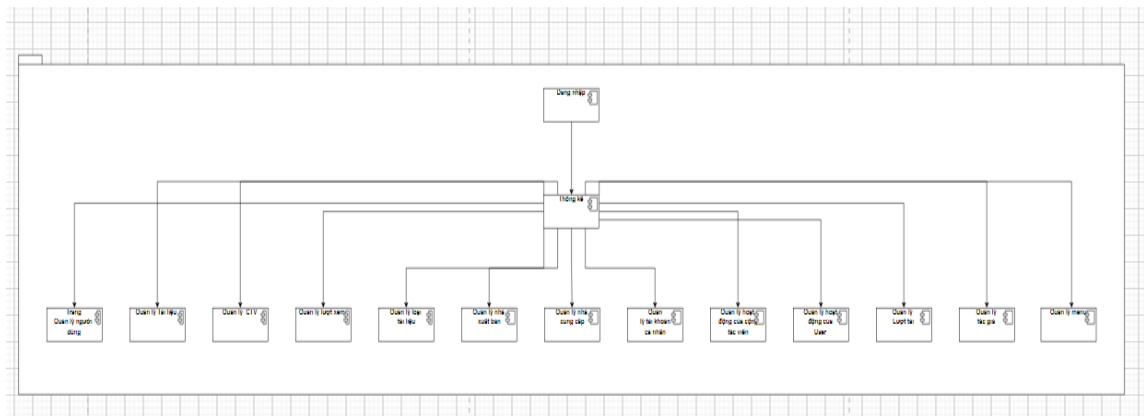 Đăng nhập
Thống kê
Trang
Quản lý người
dùng
Quản lý Tài liệu
Quản lý CTV
Quản lý lượt xem
Quản lý loại
tài liệu
Quản lý nhà
xuất bản
Quản lý nhà
cung cấp
Quản
lý tài khoản
cá nhân
Quản lý hoạt
động của cộng
tác viên
Quản lý hoạt
động của
User
Quản lý
Lượt tải
Quản lý
tác giả
Quản lý menu